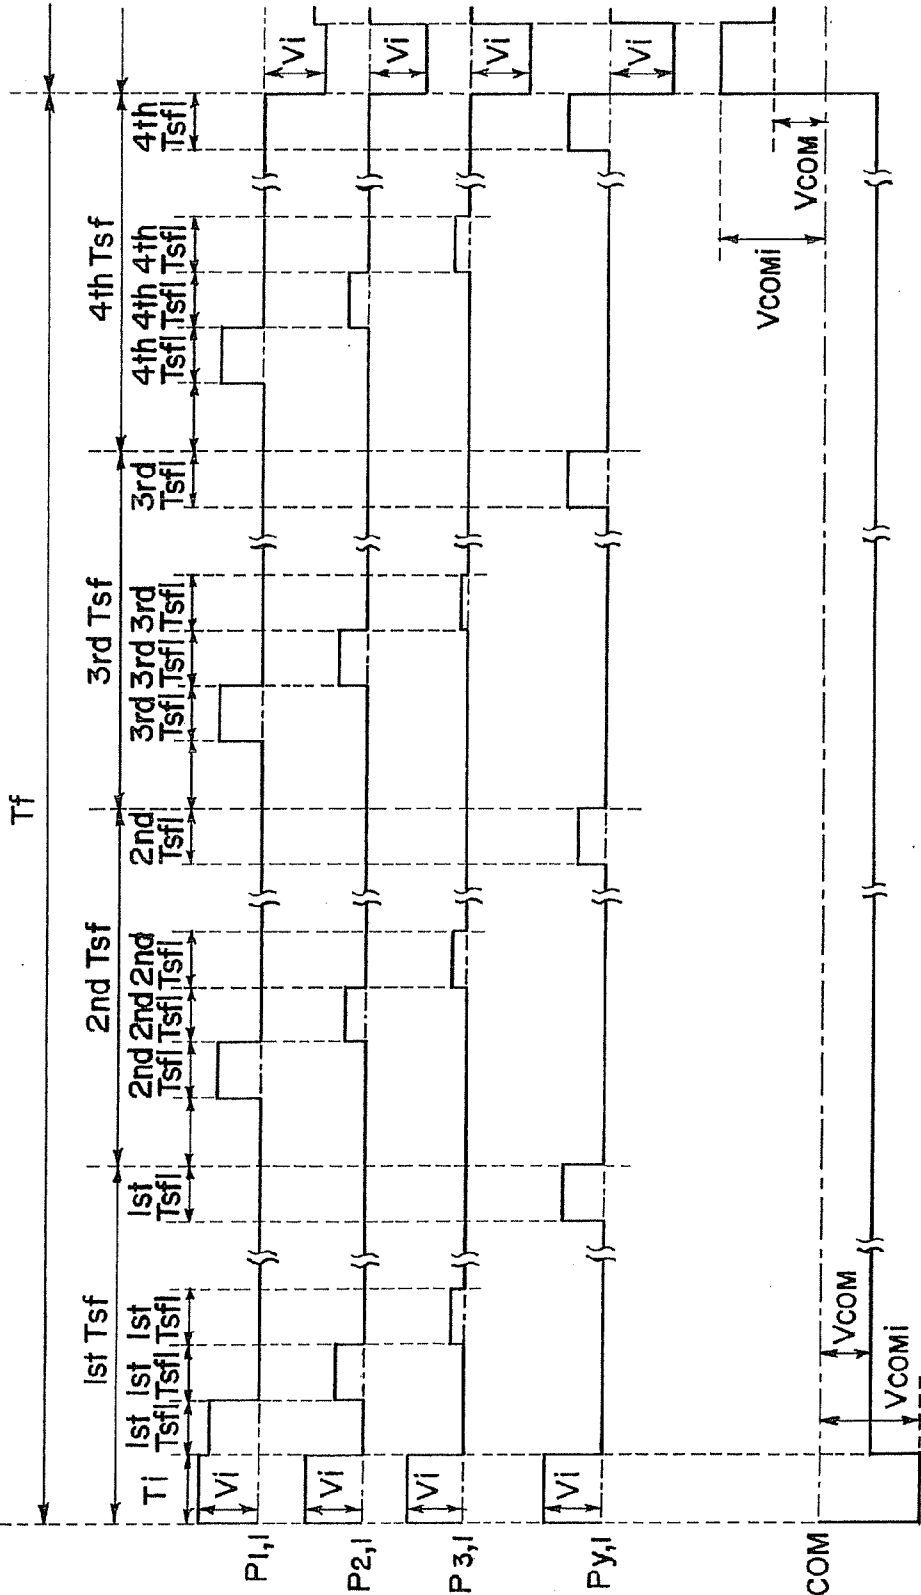 Tf
1st Tsf
2nd Tsf
3rd Tsf
4th Tsf
Ti
1st 1st 1st
Tsfl Tsfl Tsfl
1st
Tsfl
2nd 2nd 2nd
Tsfl Tsfl Tsfl
2nd
Tsfl
3rd 3rd 3rd
Tsfl Tsfl Tsfl
3rd
Tsfl
4th 4th 4th
Tsfl Tsfl Tsfl
4th
Tsfl
P1,1
Vi
Vi
P2,1
Vi
Vi
P3,1
Vi
Py,1
Vi
Vi
COM
VCOM
VCOMi
VCOMi
VCOM